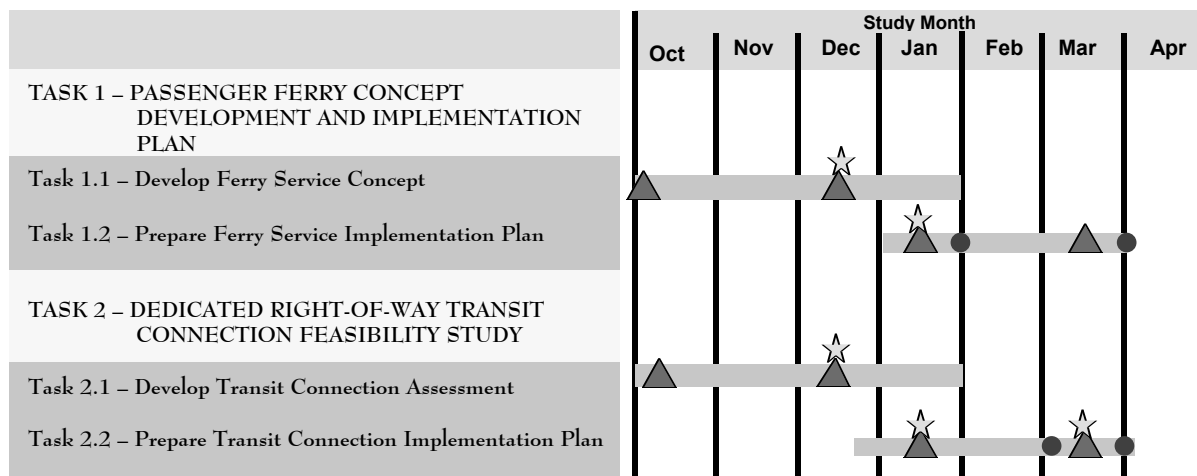 Study Month
Oct Nov Dec Jan Feb Mar Apr
TASK 1 – PASSENGER FERRY CONCEPT
DEVELOPMENT AND IMPLEMENTATION
PLAN
Task 1.1 – Develop Ferry Service Concept
Task 1.2 – Prepare Ferry Service Implementation Plan
TASK 2 – DEDICATED RIGHT-OF-WAY TRANSIT
CONNECTION FEASIBILITY STUDY
Task 2.1 – Develop Transit Connection Assessment
Task 2.2 – Prepare Transit Connection Implementation Plan